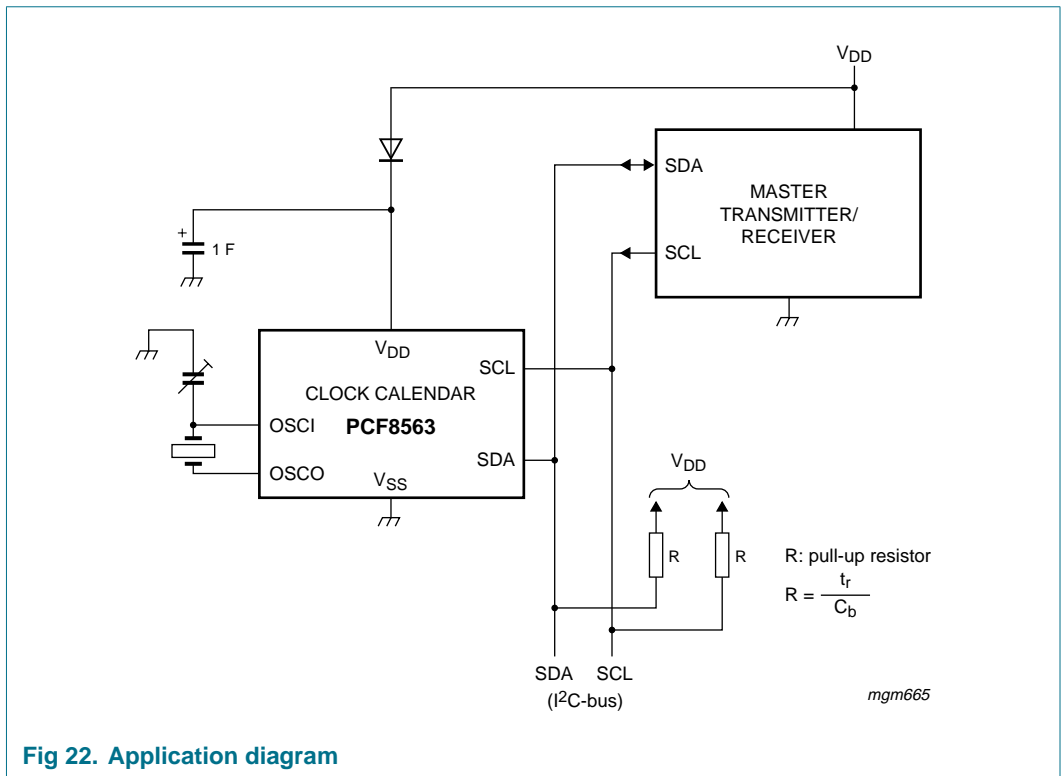 VDD
SDA
MASTER
TRANSMITTER/
RECEIVER
SCL
+
1 F
VDD
SCL
CLOCK CALENDAR
PCF8563
OSCI
SDA
OSCO
VSS
VDD
R
R
R: pull-up resistor
R = tr
Cb
SDA SCL
(I²C-bus)
mgm665
Fig 22. Application diagram